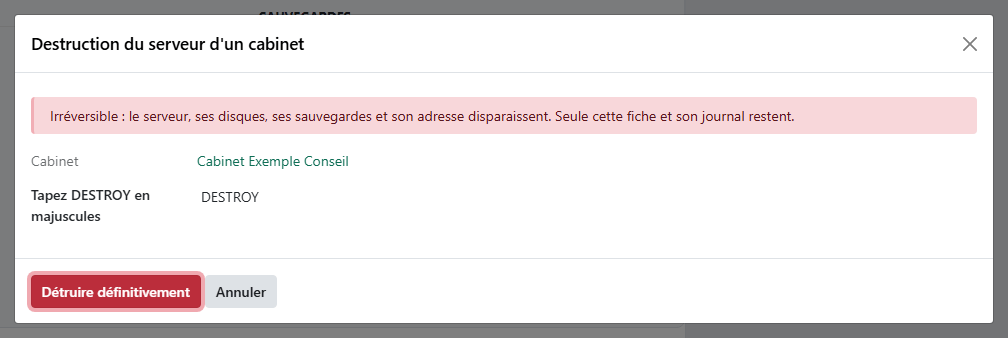 SAUVEGARDES
Destruction du serveur d'un cabinet
Irréversible : le serveur, ses disques, ses sauvegardes et son adresse disparaissent. Seule cette fiche et son journal restent.
Cabinet
Cabinet Exemple Conseil
Tapez DESTROY en
majuscules
DESTROY
Détruire définitivement
Annuler